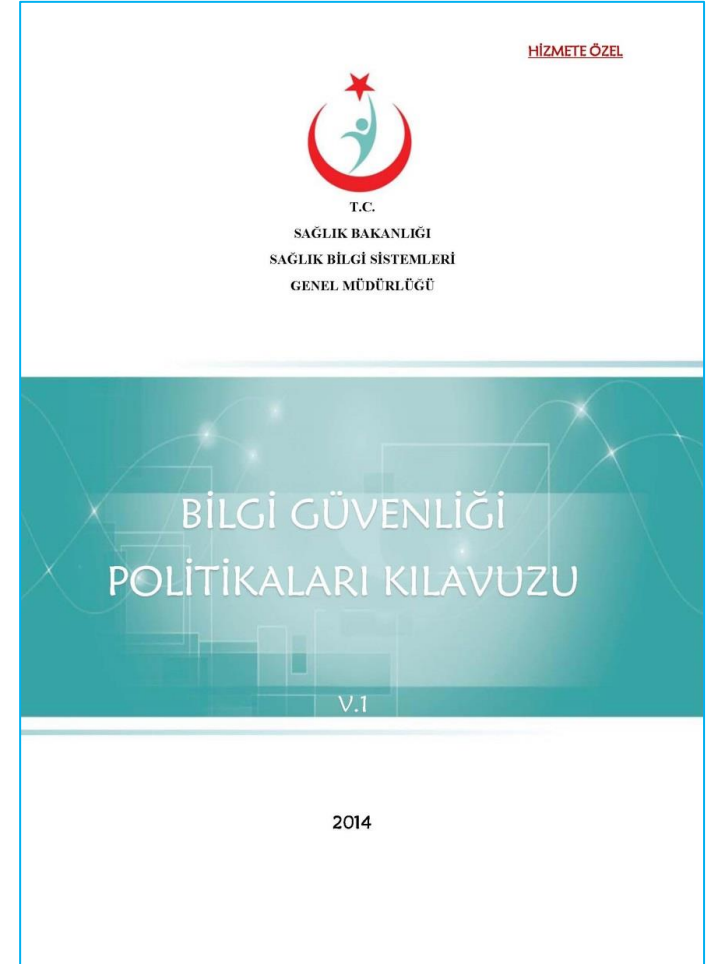 HİZMETE ÖZEL
T.C.
SAĞLIK BAKANLIĞI
SAĞLIK BİLGİ SİSTEMLERİ
GENEL MÜDÜRLÜĞÜ
BİLGİ GÜVENLİĞİ
POLİTİKALARI KILAVUZU
V.1
2014